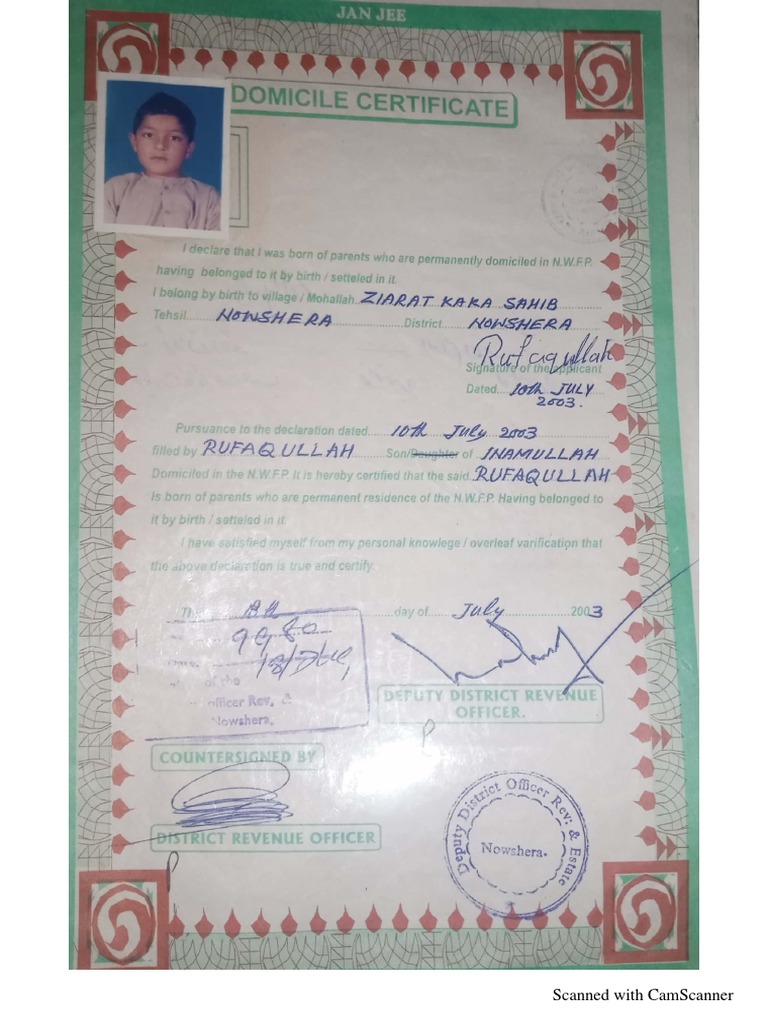 JAN JEE
DOMICILE CERTIFICATE
I declare that I was born of parents who are permanently domiciled in N.W.F.P.
having belonged to it by birth / setteled in it.
I belong by birth to village / Mohallah. ZIARAT KAKA SAHIB
Tehsil NOWSHERA District NOWSHERA
Rufaqullah
Signature of the applicant
Dated 10th JULY
2003.
Pursuance to the declaration dated 10th July 2003
filled by RUFAQULLAH Son/Daughter of INAMULLAH
Domiciled in the N.W.F.P. It is hereby certified that the said RUFAQULLAH
Is born of parents who are permanent residence of the N.W.F.P. Having belonged to
it by birth / setteled in it.
I have satisfied myself from my personal knowlege / overleaf varification that
the above declaration is true and certify.
day of July 2003
of the
officer Rev. &
Nowshera.
DEPUTY DISTRICT REVENUE
OFFICER.
COUNTERSIGNED BY
DISTRICT REVENUE OFFICER
Deputy District Officer Rev: & Estate
Nowshera.
Scanned with CamScanner